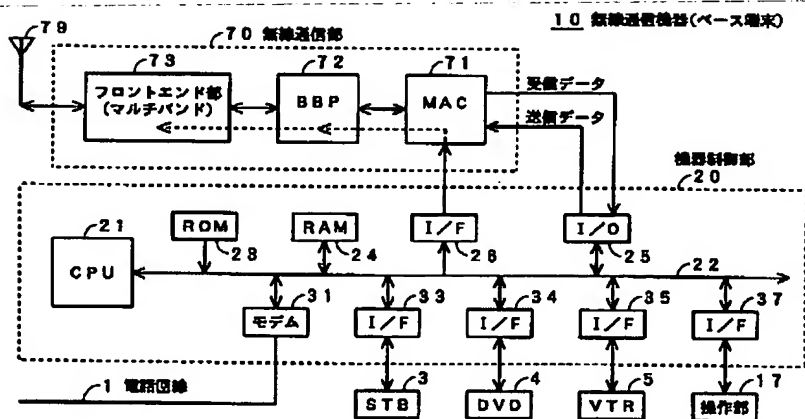 10 無線通信機器(ベース端末)
79
70 無線通信部
73
フロントエンド部
(マルチバンド)
72
BBP
71
MAC
受信データ
送信データ
機器制御部
20
21
CPU
ROM
23
RAM
24
I/F
26
I/O
25
22
モデム
31
I/F
33
I/F
34
I/F
35
I/F
37
1 電話回線
STB
3
DVD
4
VTR
5
操作部
17